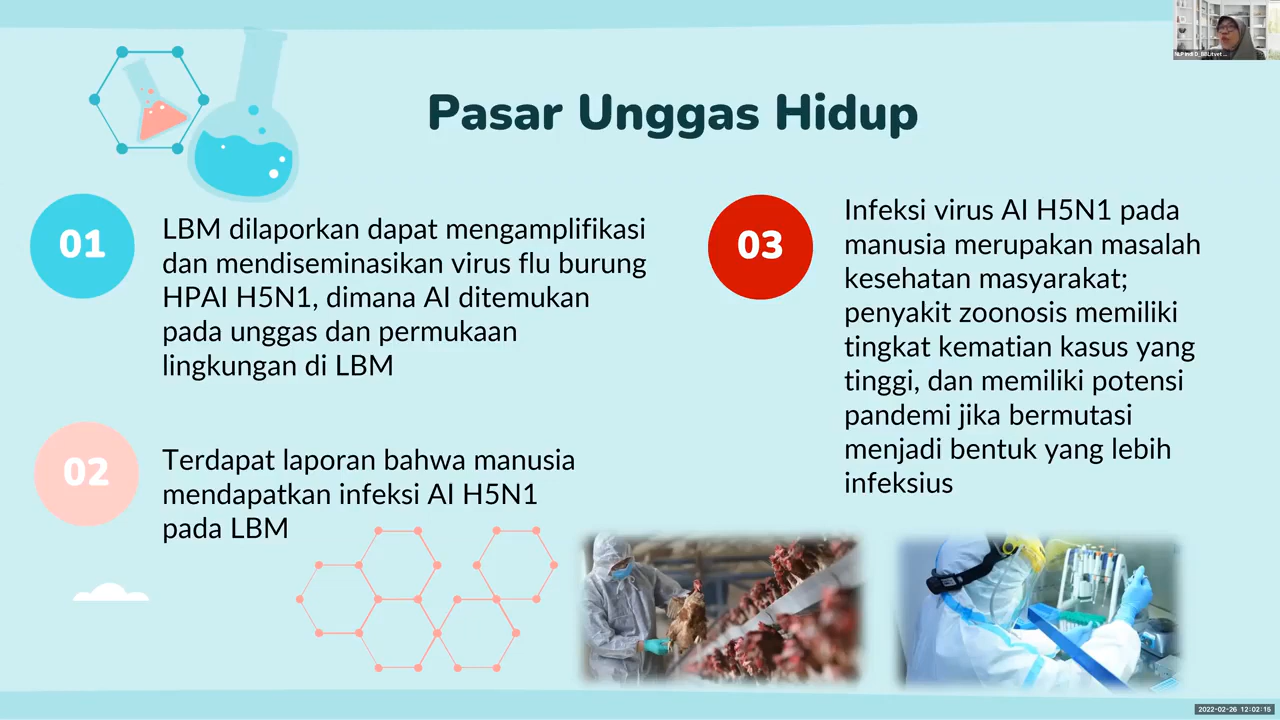 Pasar Unggas Hidup
01
LBM dilaporkan dapat mengamplifikasi
dan mendiseminasikan virus flu burung
HPAI H5N1, dimana AI ditemukan
pada unggas dan permukaan
lingkungan di LBM
02
Terdapat laporan bahwa manusia
mendapatkan infeksi AI H5N1
pada LBM
03
Infeksi virus AI H5N1 pada
manusia merupakan masalah
kesehatan masyarakat;
penyakit zoonosis memiliki
tingkat kematian kasus yang
tinggi, dan memiliki potensi
pandemi jika bermutasi
menjadi bentuk yang lebih
infeksius
2022-02-26 12:02:15